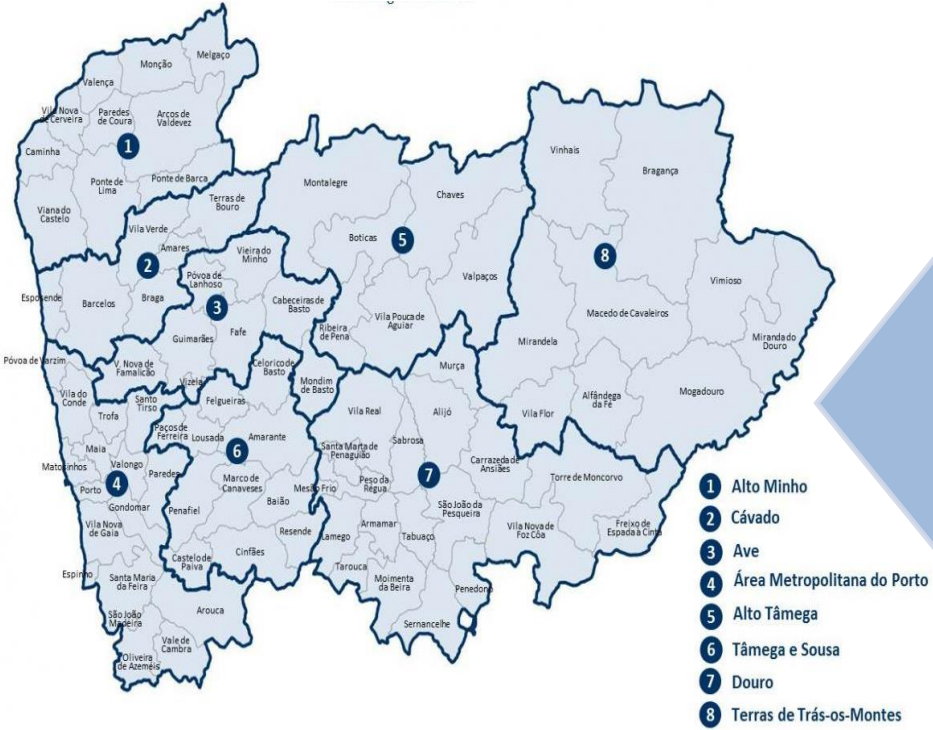 Melgaço
Monção
Valença
Vila Nova
de Cerveira
Paredes
de Coura
Arcos de
Valdevez
1
Caminha
Ponte de
Lima
Ponte de Barca
Viana do
Castelo
Terras de
Bouro
Vila Verde
Amares
2
Esposende
Barcelos
Braga
Vieira do
Minho
Póvoa de
Lanhoso
3
Cabeceiras de
Basto
Guimarães
Fafe
V. Nova de
Famalicão
Vizela
Montalegre
Chaves
Boticas
5
Valpaços
Vila Pouca de
Aguiar
Ribeira
de Pena
Vinhais
Bragança
8
Vimioso
Macedo de Cavaleiros
Mirandela
Miranda do
Douro
Mogadouro
Alfândega
da Fé
Vila Flor
Póvoa de Varzim
Vila do
Conde
Santo
Tirso
Trofa
Maia
Matosinhos
Valongo
Paredes
Porto
4
Gondomar
Vila Nova
de Gaia
Espinho
Santa Maria
da Feira
Arouca
São João
Madeira
Vale de
Cambra
Oliveira
de Azeméis
Celorico de
Basto
Mondim
de Basto
Felgueiras
Paços de
Ferreira
Lousada
Amarante
6
Marco de
Canaveses
Baião
Penafiel
Resende
Cinfães
Castelo de
Paiva
Murça
Vila Real
Alijó
Sabrosa
Santa Marta de
Penaguião
Carrazeda de
Ansiães
Peso da
Régua
7
Mesão Frio
São João da
Pesqueira
Torre de Moncorvo
Armamar
Lamego
Tabuaço
Vila Nova de
Foz Côa
Freixo de
Espada à Cinta
Tarouca
Moimenta
da Beira
Penedono
Sernancelhe
1 Alto Minho
2 Cávado
3 Ave
4 Área Metropolitana do Porto
5 Alto Tâmega
6 Tâmega e Sousa
7 Douro
8 Terras de Trás-os-Montes